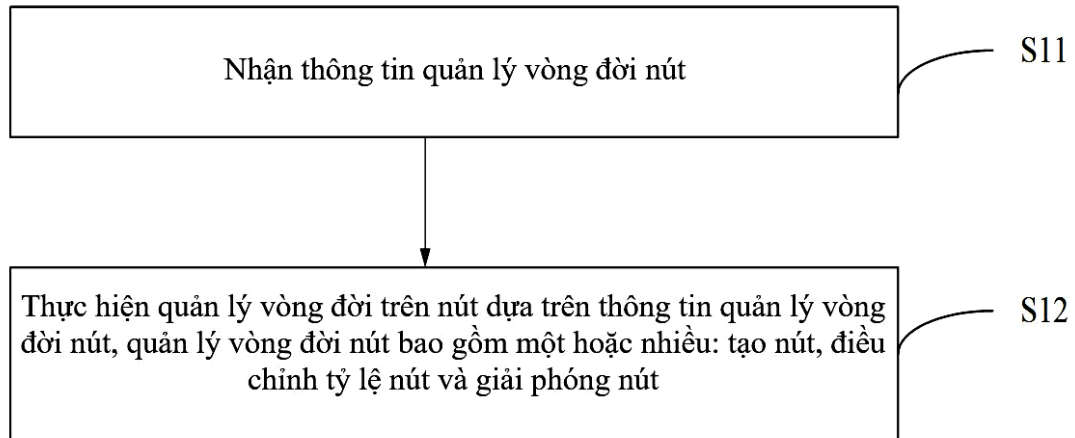 Nhận thông tin quản lý vòng đời nút
S11
Thực hiện quản lý vòng đời trên nút dựa trên thông tin quản lý vòng
đời nút, quản lý vòng đời nút bao gồm một hoặc nhiều: tạo nút, điều
chỉnh tỷ lệ nút và giải phóng nút
S12